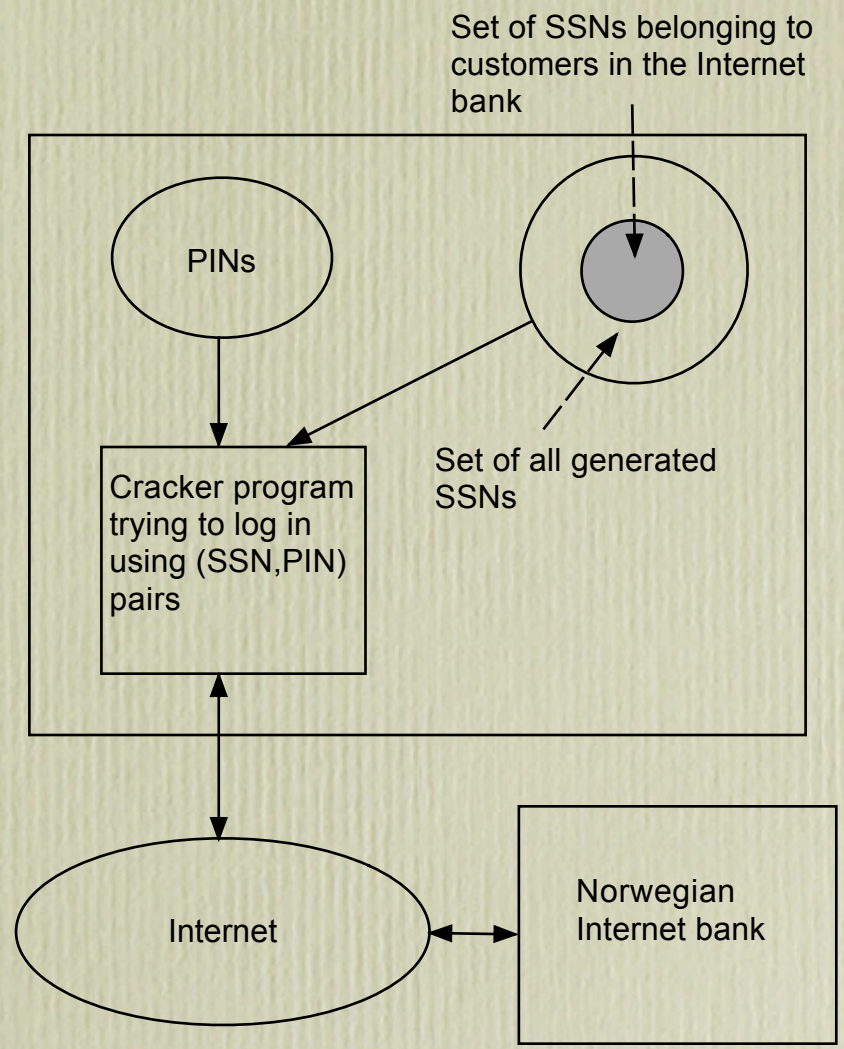 Set of SSNs belonging to
customers in the Internet
bank
PINs
Set of all generated
SSNs
Cracker program
trying to log in
using (SSN,PIN)
pairs
Internet
Norwegian
Internet bank